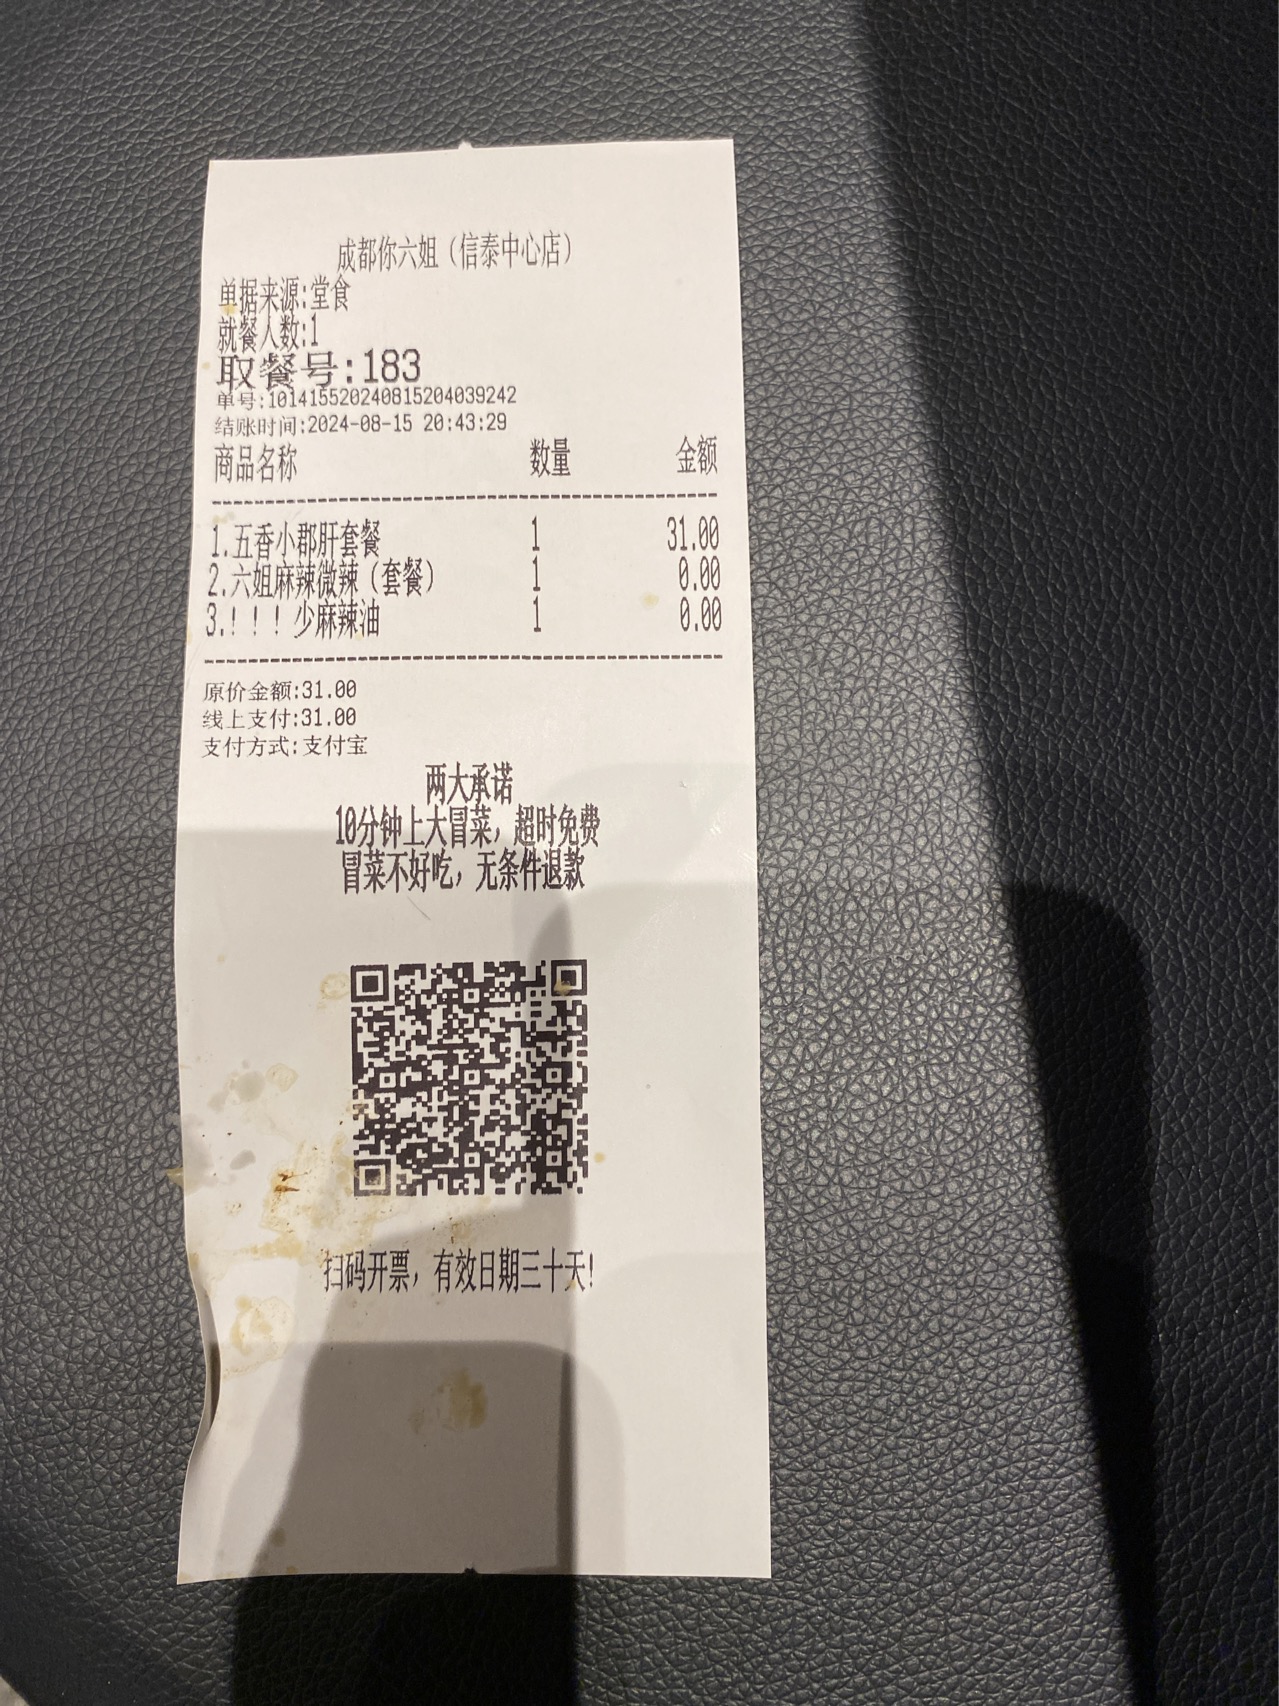 成都你六姐（信泰中心店）
单据来源:堂食
就餐人数:1
取餐号:183
单号:101415520240815204039242
结账时间:2024-08-15 20:43:29
商品名称 数量 金额
1.五香小郡肝套餐 1 31.00
2.六姐麻辣微辣（套餐） 1 0.00
3.！！！少麻辣油 1 0.00
原价金额:31.00
线上支付:31.00
支付方式:支付宝
两大承诺
10分钟上大冒菜，超时免费
冒菜不好吃，无条件退款
扫码开票，有效日期三十天!